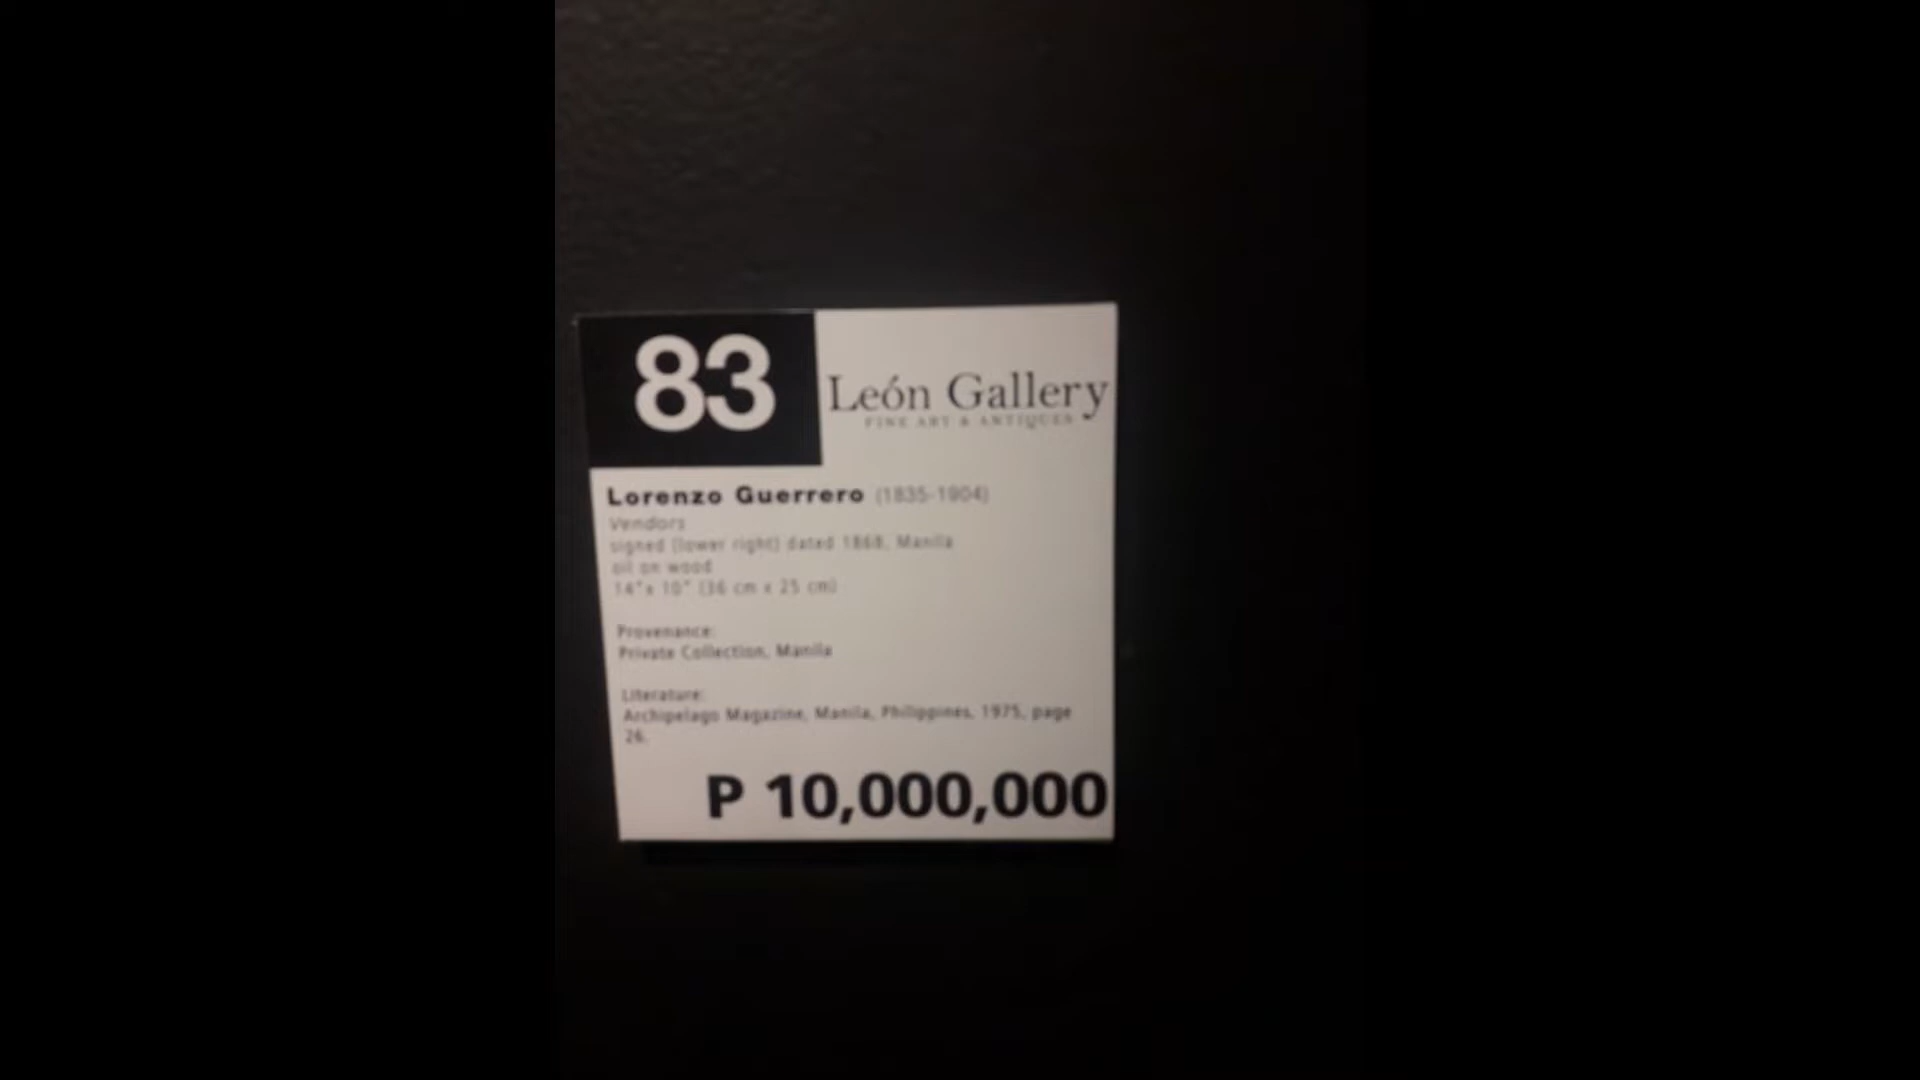 83
León Gallery
FINE ART & ANTIQUES
Lorenzo Guerrero (1835-1904)
Vendors
signed (lower right) dated 1868, Manila
oil on wood
14"x 10" (36 cm x 25 cm)
Provenance:
Private Collection, Manila
Literature:
Archipelago Magazine, Manila, Philippines, 1975, page
26.
P 10,000,000